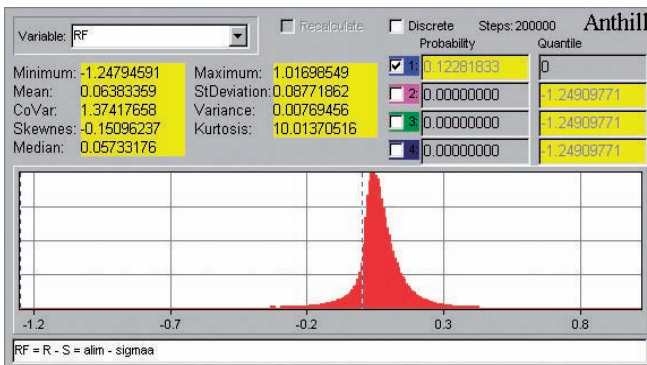 Variable: RF Recalculate Discrete Steps: 200000 Anthill
Probability Quantile
Minimum: -1.24794591 Maximum: 1.01698549 1: 0.12281833 0
Mean: 0.06383359 StDeviation: 0.08771862 2: 0.00000000 -1.24909771
CoVar: 1.37417658 Variance: 0.00769456
Skewnes: -0.15096237 Kurtosis: 10.01370516 3: 0.00000000 -1.24909771
Median: 0.05733176 4: 0.00000000 -1.24909771
-1.2 -0.7 -0.2 0.3 0.8
RF = R - S = alim - sigmaa